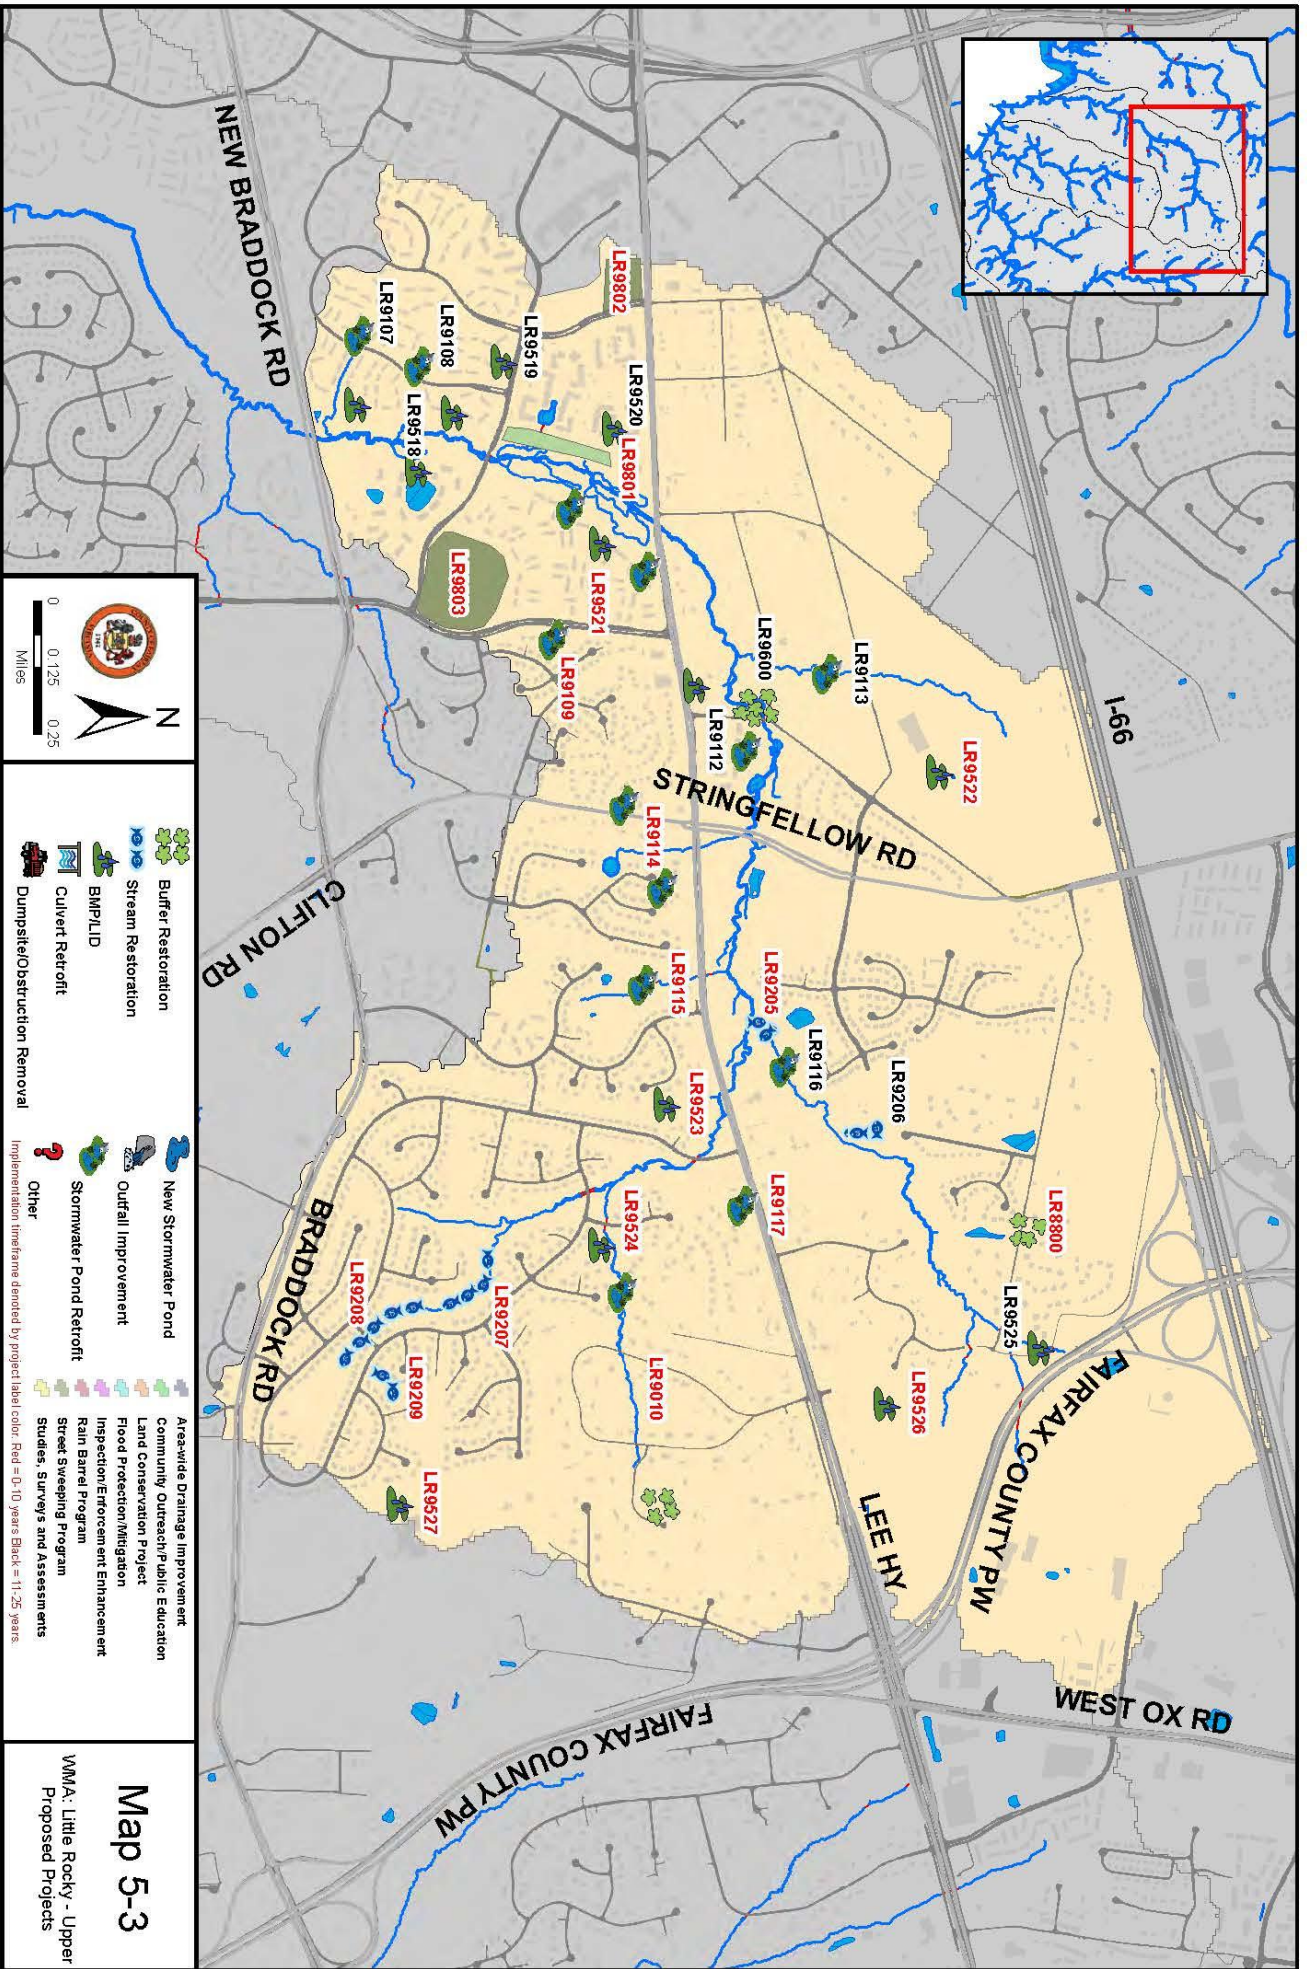 I-66
WEST OX RD
FAIRFAX COUNTY PW
LEE HY
FAIRFAX COUNTY PW
STRINGFELLOW RD
NEW BRADDOCK RD
CLIFTON RD
BRADDOCK RD
LR9802
LR9107
LR9108
LR9519
LR9520
LR9518
LR9801
LR9803
LR9521
LR9109
LR9600
LR9113
LR9112
LR9522
LR9114
LR9115
LR9205
LR9116
LR9206
LR9523
LR9117
LR8800
LR9524
LR9525
LR9207
LR9208
LR9209
LR9010
LR9526
LR9527
N
0 0.125 0.25
Miles
Buffer Restoration
Stream Restoration
BMP/LID
Culvert Retrofit
Dumpsite/Obstruction Removal
New Stormwater Pond
Outfall Improvement
Stormwater Pond Retrofit
Other
Area-wide Drainage Improvement
Community Outreach/Public Education
Land Conservation Project
Flood Protection/Mitigation
Inspection/Enforcement Enhancement
Rain Barrel Program
Street Sweeping Program
Studies, Surveys and Assessments
Implementation timeframe denoted by project label color. Red = 0-10 years Black = 11-25 years.
Map 5-3
WMA: Little Rocky - Upper
Proposed Projects